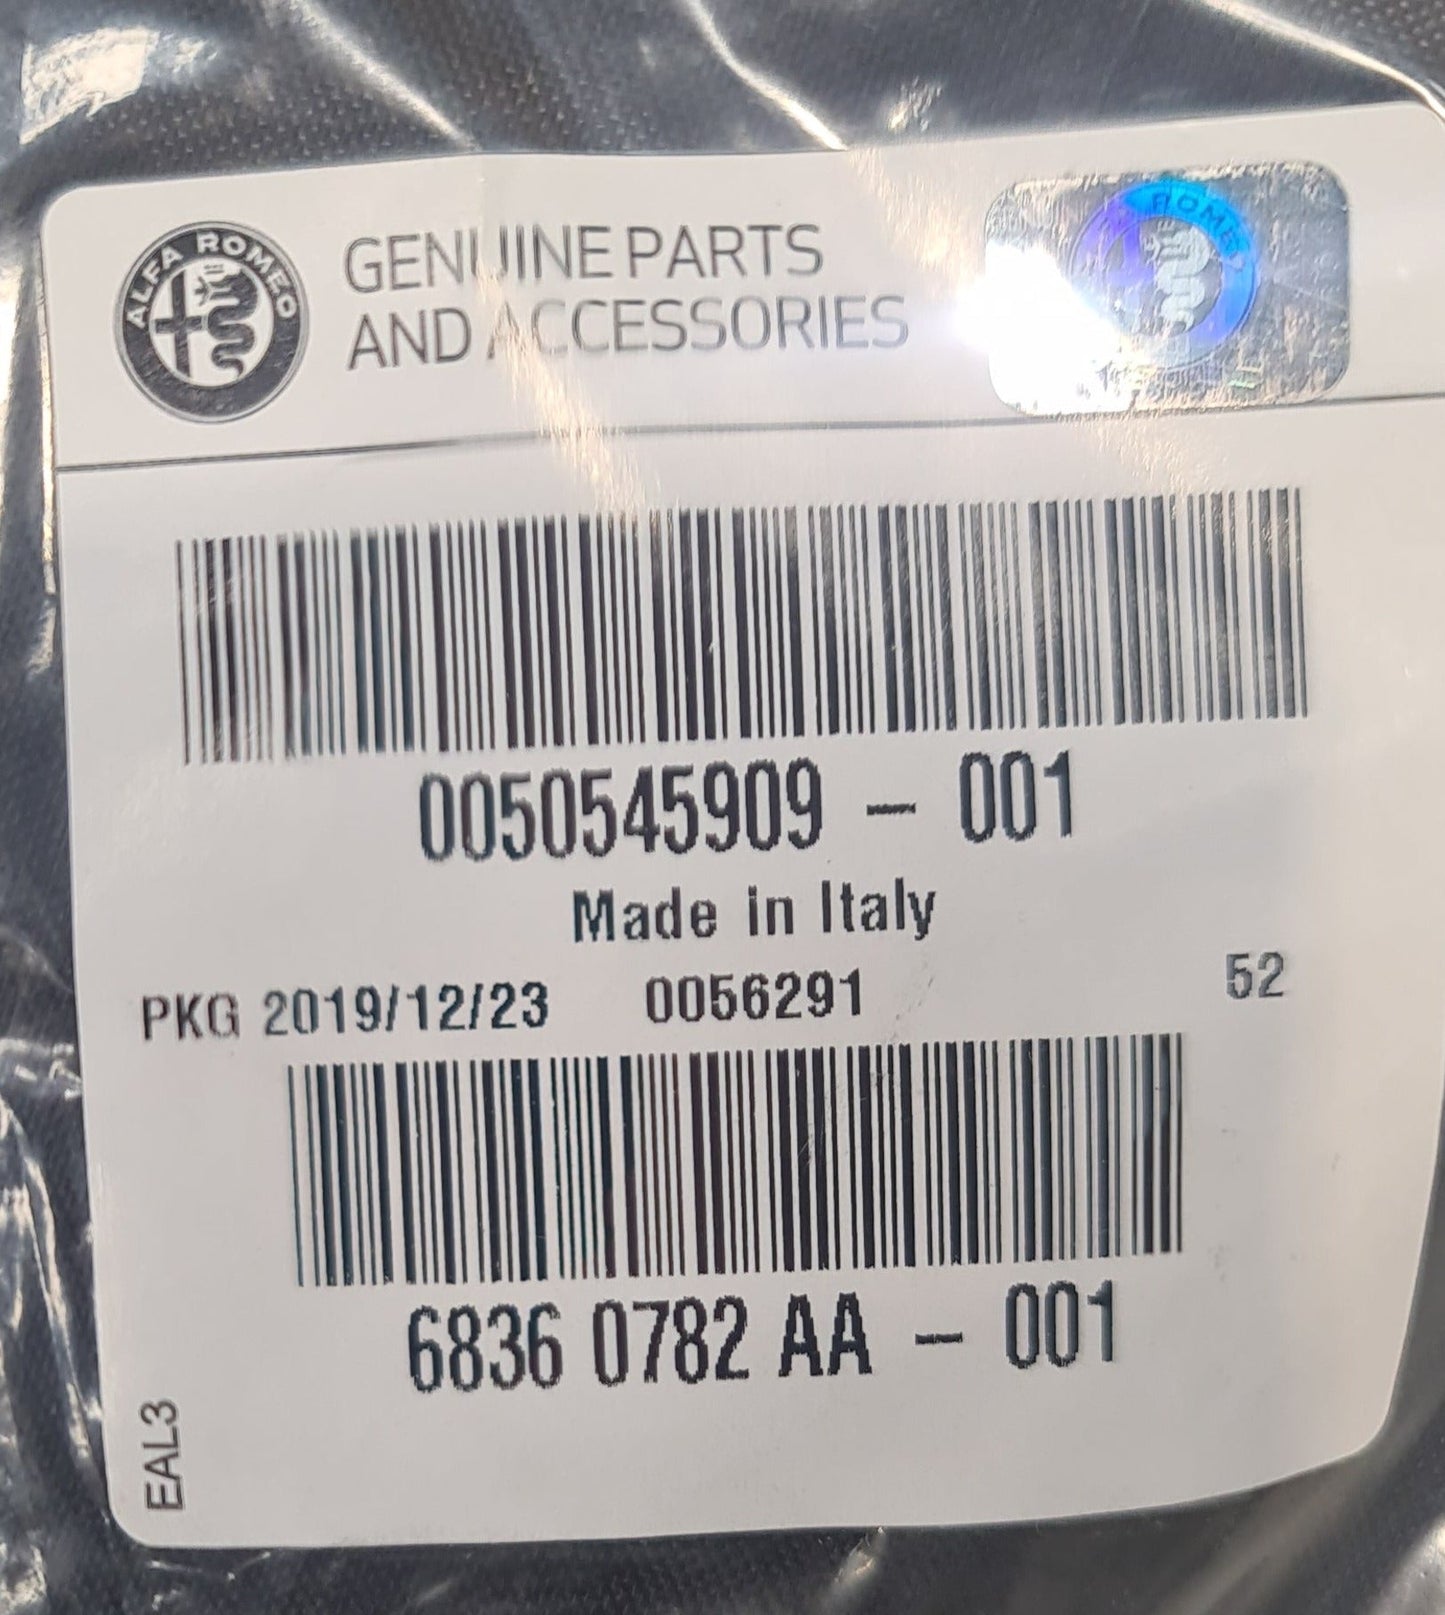 ALFA ROMEO
GENUINE PARTS
AND ACCESSORIES
ROMEO
0050545909 - 001
Made in Italy
PKG 2019/12/23 0056291 52
6836 0782 AA - 001
EAL3